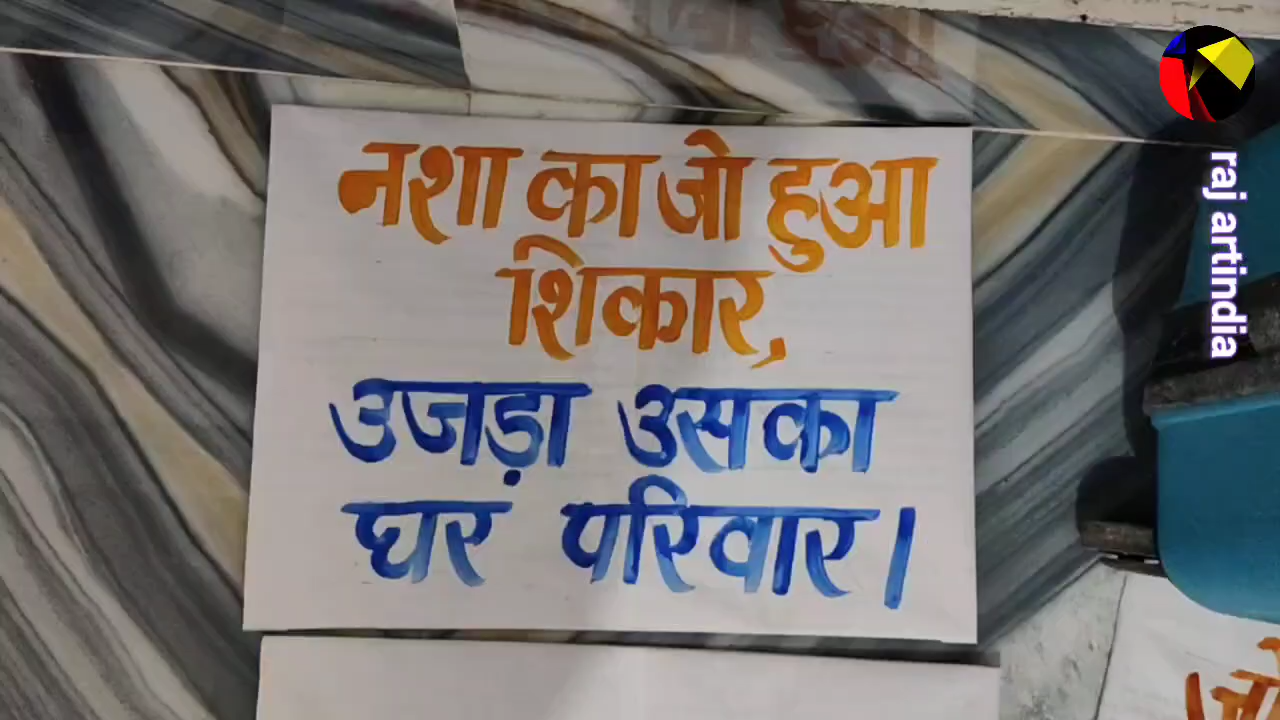 नशा का जो हुआ
शिकार,
उजड़ा उसका
घर परिवार।
raj artindia